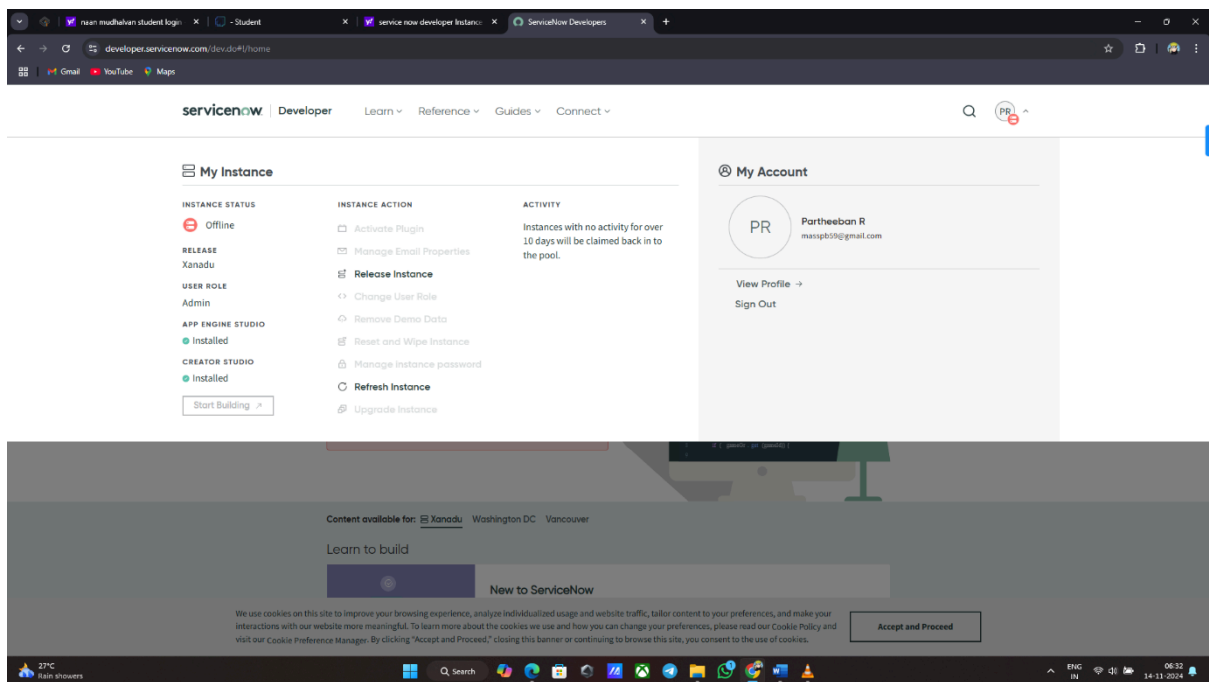 naan mudhalvan student login
- Student
service now developer Instance
ServiceNow Developers
developer.servicenow.com/dev.do#!/home
Gmail YouTube Maps
servicenow. Developer Learn Reference Guides Connect PR
My Instance
INSTANCE STATUS
Offline
RELEASE
Xanadu
USER ROLE
Admin
APP ENGINE STUDIO
Installed
CREATOR STUDIO
Installed
Start Building
INSTANCE ACTION
Activate Plugin
Manage Email Properties
Release Instance
Change User Role
Remove Demo Data
Reset and Wipe Instance
Manage instance password
Refresh Instance
Upgrade Instance
ACTIVITY
Instances with no activity for over
10 days will be claimed back in to
the pool.
My Account
PR
Partheeban R
masspb59@gmail.com
View Profile →
Sign Out
Content available for: Xanadu Washington DC Vancouver
Learn to build
New to ServiceNow
We use cookies on this site to improve your browsing experience, analyze individualized usage and website traffic, tailor content to your preferences, and make your
interactions with our website more meaningful. To learn more about the cookies we use and how you can change your preferences, please read our Cookie Policy and
visit our Cookie Preference Manager. By clicking "Accept and Proceed," closing this banner or continuing to browse this site, you consent to the use of cookies.
Accept and Proceed
27°C
Rain showers
Search
ENG
IN
06:32
14-11-2024